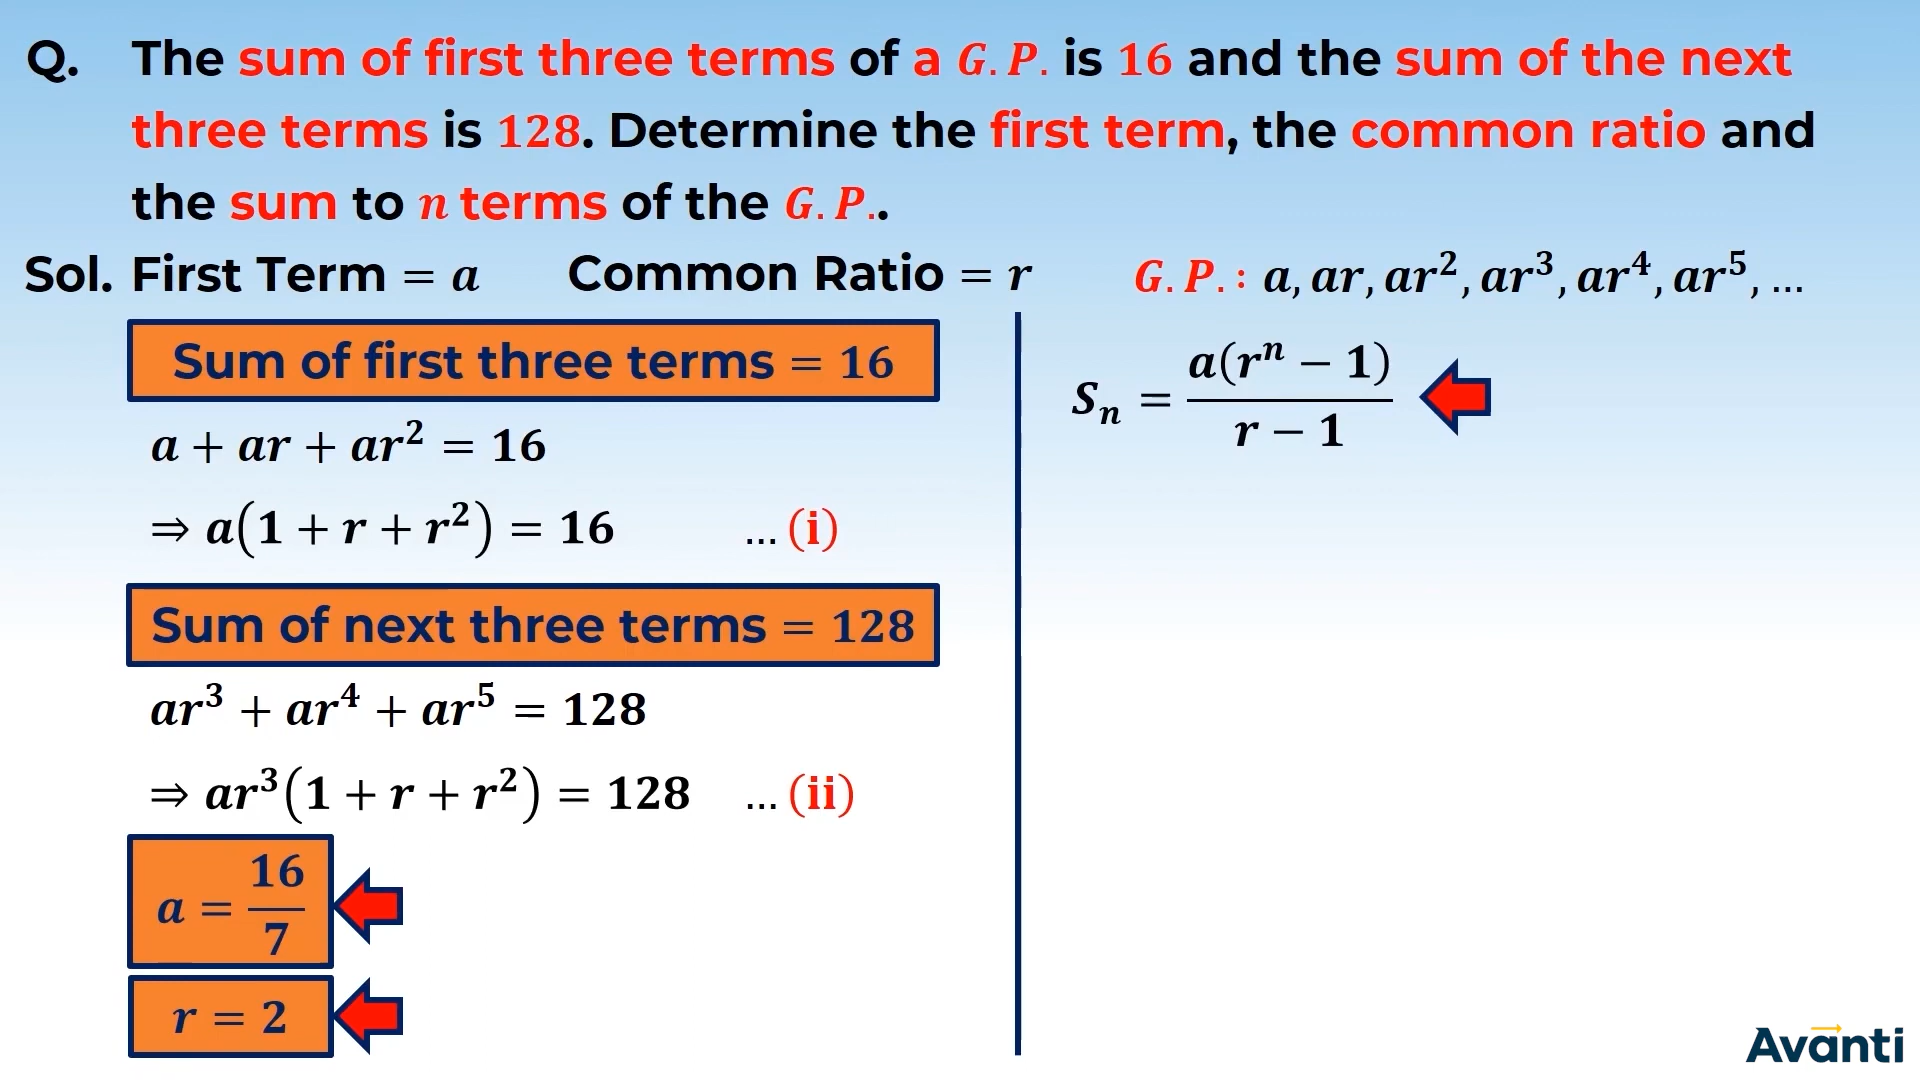 Q. The sum of first three terms of a G.P. is 16 and the sum of the next
three terms is 128. Determine the first term, the common ratio and
the sum to n terms of the G.P..
Sol. First Term = a Common Ratio = r G.P.: a, ar, ar², ar³, ar⁴, ar⁵, ...
Sum of first three terms = 16
a + ar + ar² = 16
⇒ a(1 + r + r²) = 16 ... (i)
Sum of next three terms = 128
ar³ + ar⁴ + ar⁵ = 128
⇒ ar³(1 + r + r²) = 128 ... (ii)
a = 16/7
r = 2
Sₙ = a(rⁿ − 1)/(r − 1)
Avanti